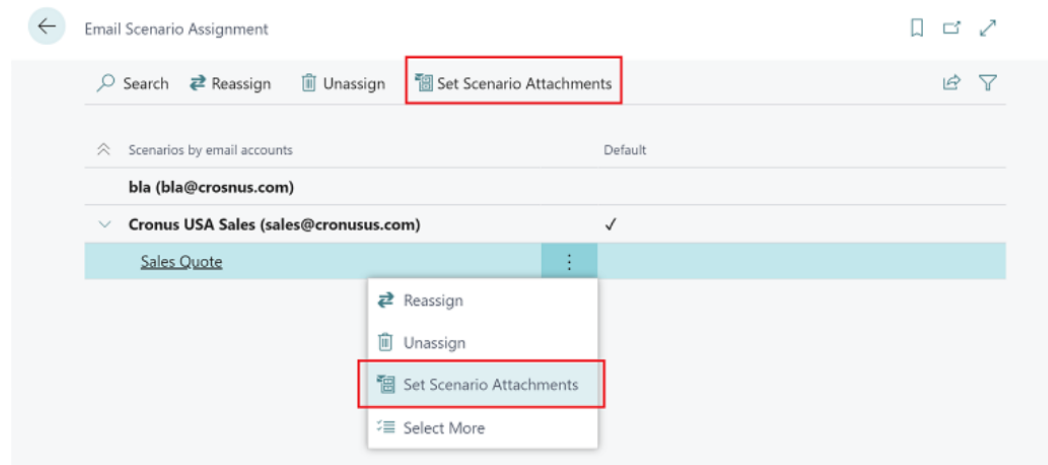 Email Scenario Assignment
Search Reassign Unassign Set Scenario Attachments
Scenarios by email accounts Default
bla (bla@crosnus.com)
Cronus USA Sales (sales@cronusus.com) ✓
Sales Quote
Reassign
Unassign
Set Scenario Attachments
Select More